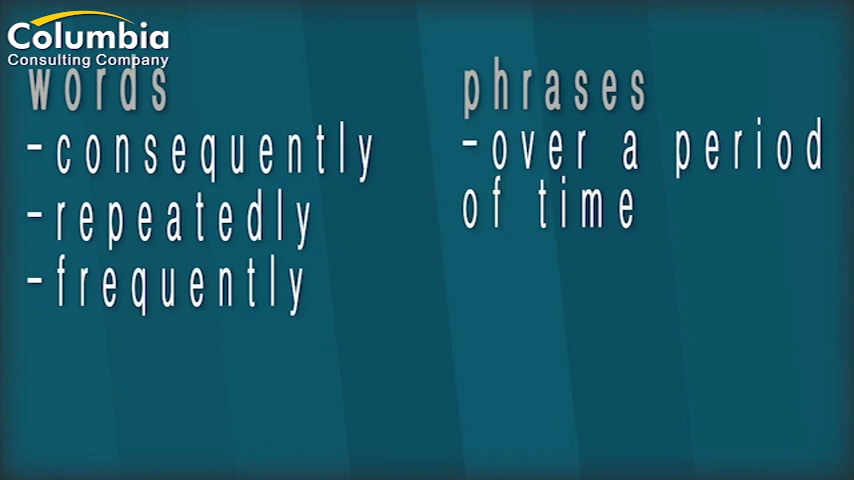 Columbia
Consulting Company
words
-consequently
-repeatedly
-frequently
phrases
-over a period
of time